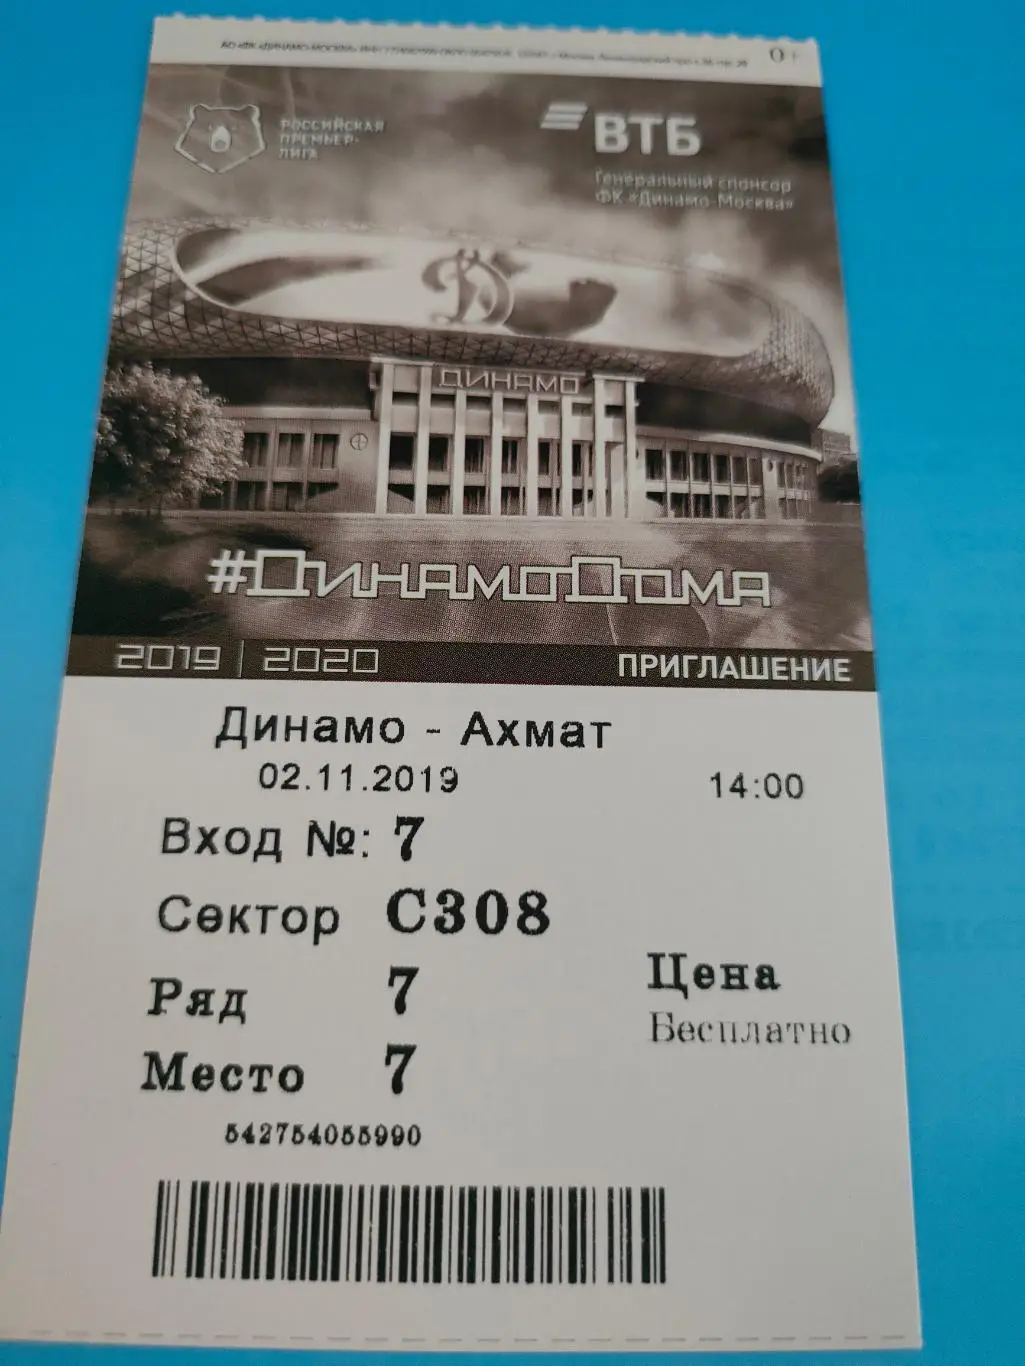 0+
РОССИЙСКАЯ
ПРЕМЬЕР-
ЛИГА
ВТБ
Генеральный спонсор
ФК «Динамо-Москва»
Д
ДИНАМО
#ДинамоДома
2019 | 2020
ПРИГЛАШЕНИЕ
Динамо - Ахмат
02.11.2019 14:00
Вход №: 7
Сектор С308
Ряд 7
Цена
Бесплатно
Место 7
542754055990